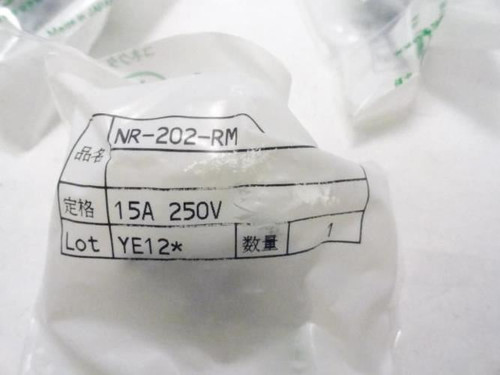 品名 NR-202-RM
定格 15A 250V
Lot YE12* 数量 1